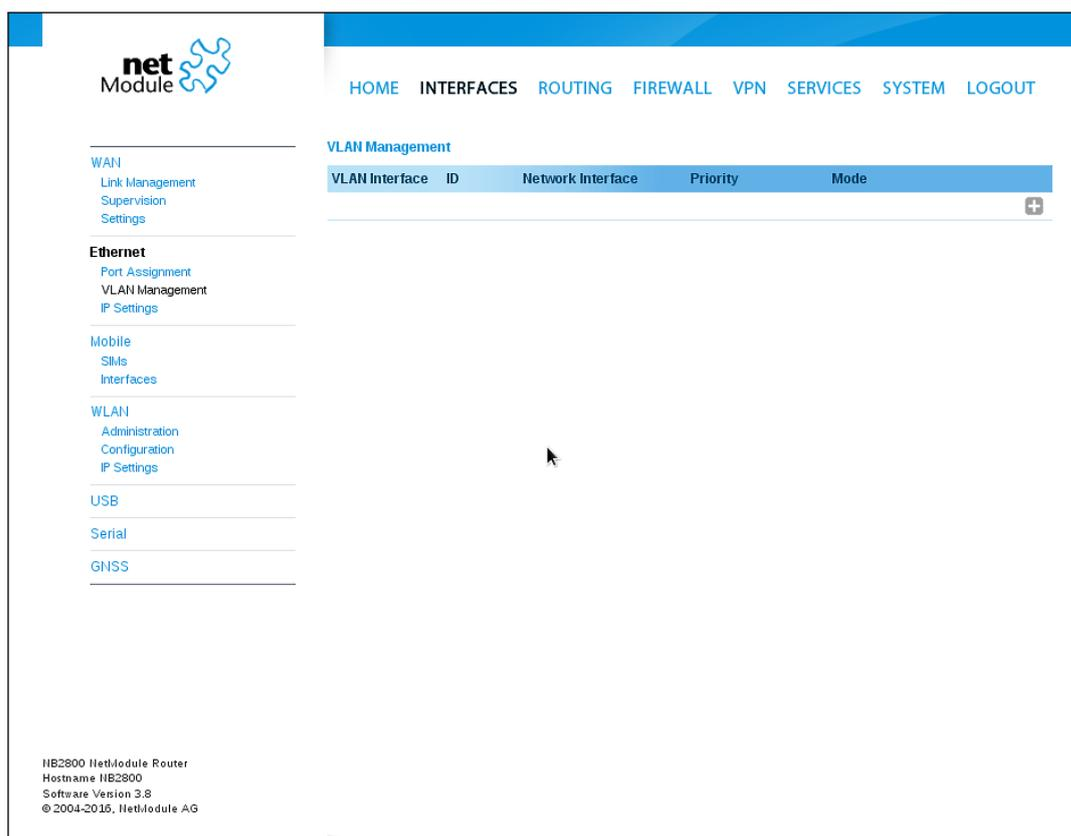 net
Module
HOME INTERFACES ROUTING FIREWALL VPN SERVICES SYSTEM LOGOUT
WAN
Link Management
Supervision
Settings
Ethernet
Port Assignment
VLAN Management
IP Settings
Mobile
SIMs
Interfaces
WLAN
Administration
Configuration
IP Settings
USB
Serial
GNSS
VLAN Management
VLAN Interface ID Network Interface Priority Mode
NB2800 NetModule Router
Hostname NB2800
Software Version 3.8
© 2004-2016, NetModule AG